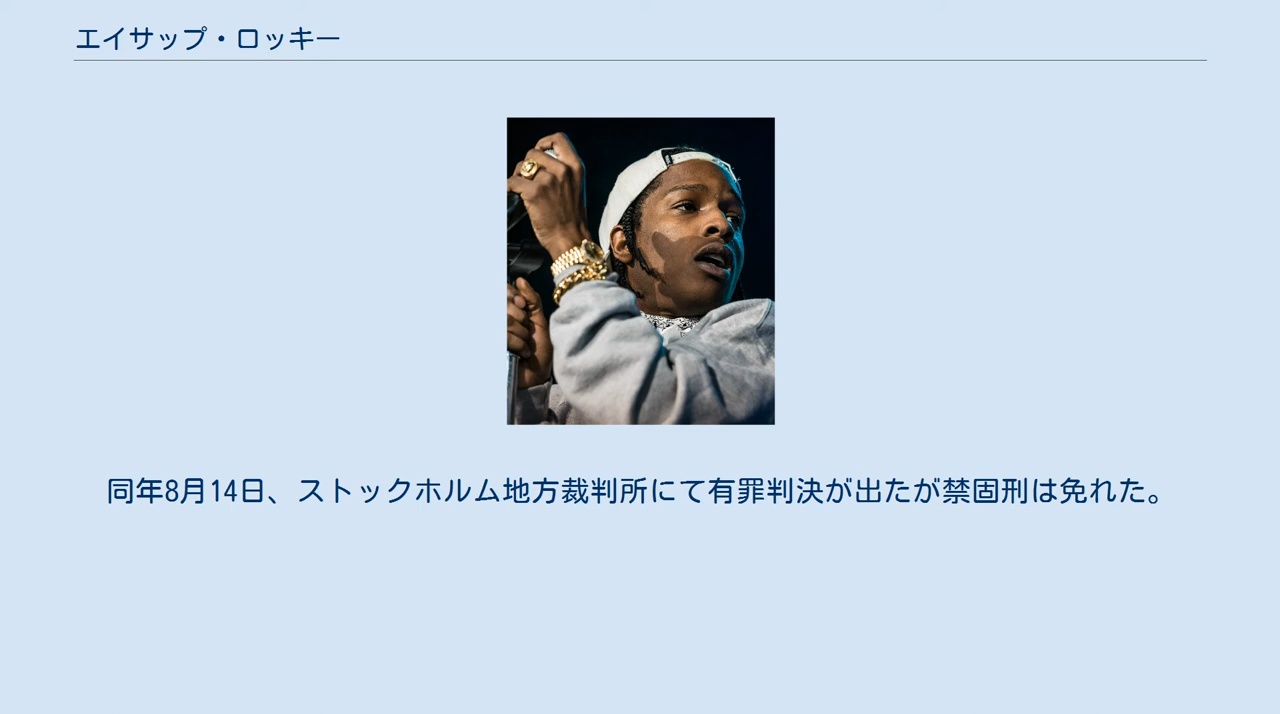 エイサップ・ロッキー
同年8月14日、ストックホルム地方裁判所にて有罪判決が出たが禁固刑は免れた。